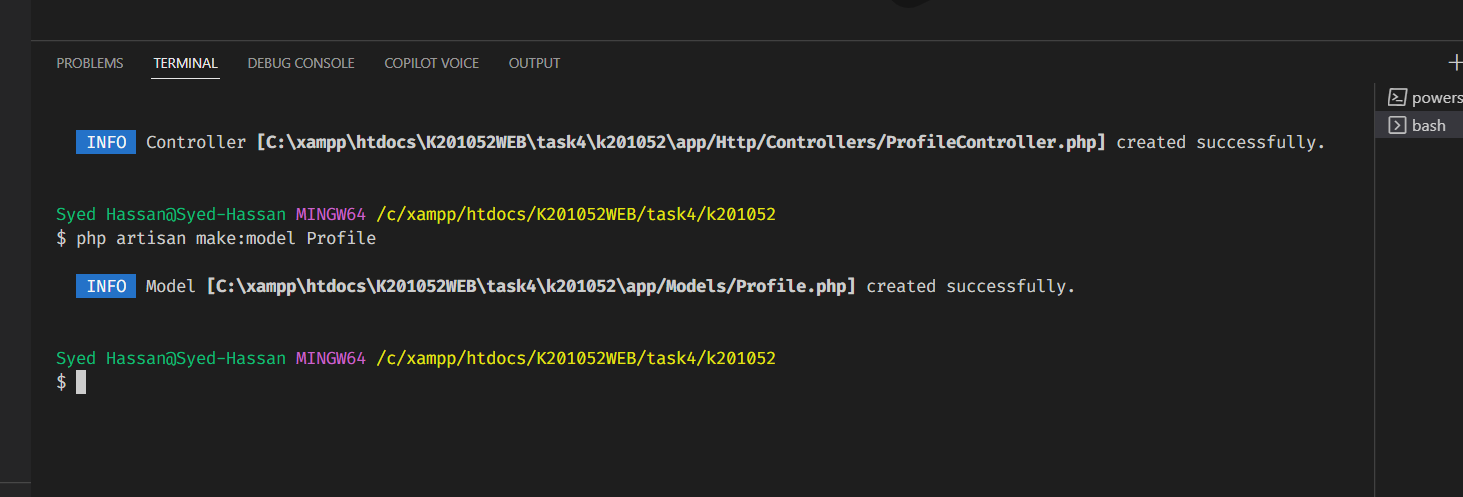 PROBLEMS TERMINAL DEBUG CONSOLE COPILOT VOICE OUTPUT
powers
bash
INFO Controller [C:\xampp\htdocs\K201052WEB\task4\k201052\app/Http/Controllers/ProfileController.php] created successfully.
Syed Hassan@Syed-Hassan MINGW64 /c/xampp/htdocs/K201052WEB/task4/k201052
$ php artisan make:model Profile
INFO Model [C:\xampp\htdocs\K201052WEB\task4\k201052\app/Models/Profile.php] created successfully.
Syed Hassan@Syed-Hassan MINGW64 /c/xampp/htdocs/K201052WEB/task4/k201052
$